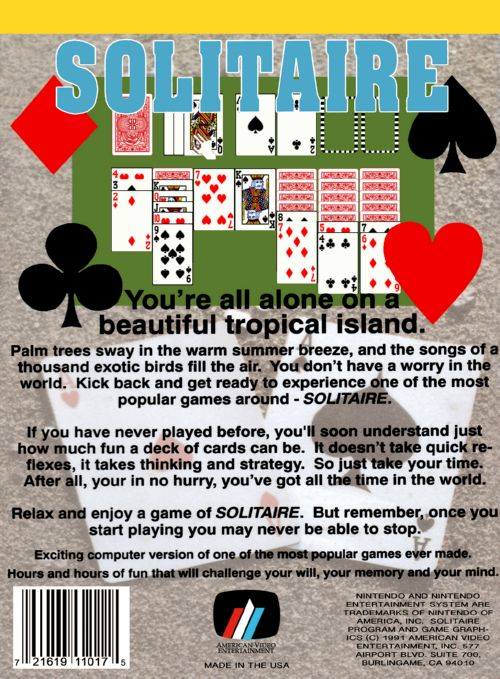 SOLITAIRE
You're all alone on a
beautiful tropical island.
Palm trees sway in the warm summer breeze, and the songs of a
thousand exotic birds fill the air. You don't have a worry in the
world. Kick back and get ready to experience one of the most
popular games around - SOLITAIRE.
If you have never played before, you'll soon understand just
how much fun a deck of cards can be. It doesn't take quick re-
flexes, it takes thinking and strategy. So just take your time.
After all, your in no hurry, you've got all the time in the world.
Relax and enjoy a game of SOLITAIRE. But remember, once you
start playing you may never be able to stop.
Exciting computer version of one of the most popular games ever made.
Hours and hours of fun that will challenge your will, your memory and your mind.
7 21619 11017 5
AMERICAN VIDEO
ENTERTAINMENT
MADE IN THE USA
NINTENDO AND NINTENDO
ENTERTAINMENT SYSTEM ARE
TRADEMARKS OF NINTENDO OF
AMERICA, INC. SOLITAIRE
PROGRAM AND GAME GRAPH-
ICS (C) 1991 AMERICAN VIDEO
ENTERTAINMENT, INC. 577
AIRPORT BLVD. SUITE 700,
BURLINGAME, CA 94010